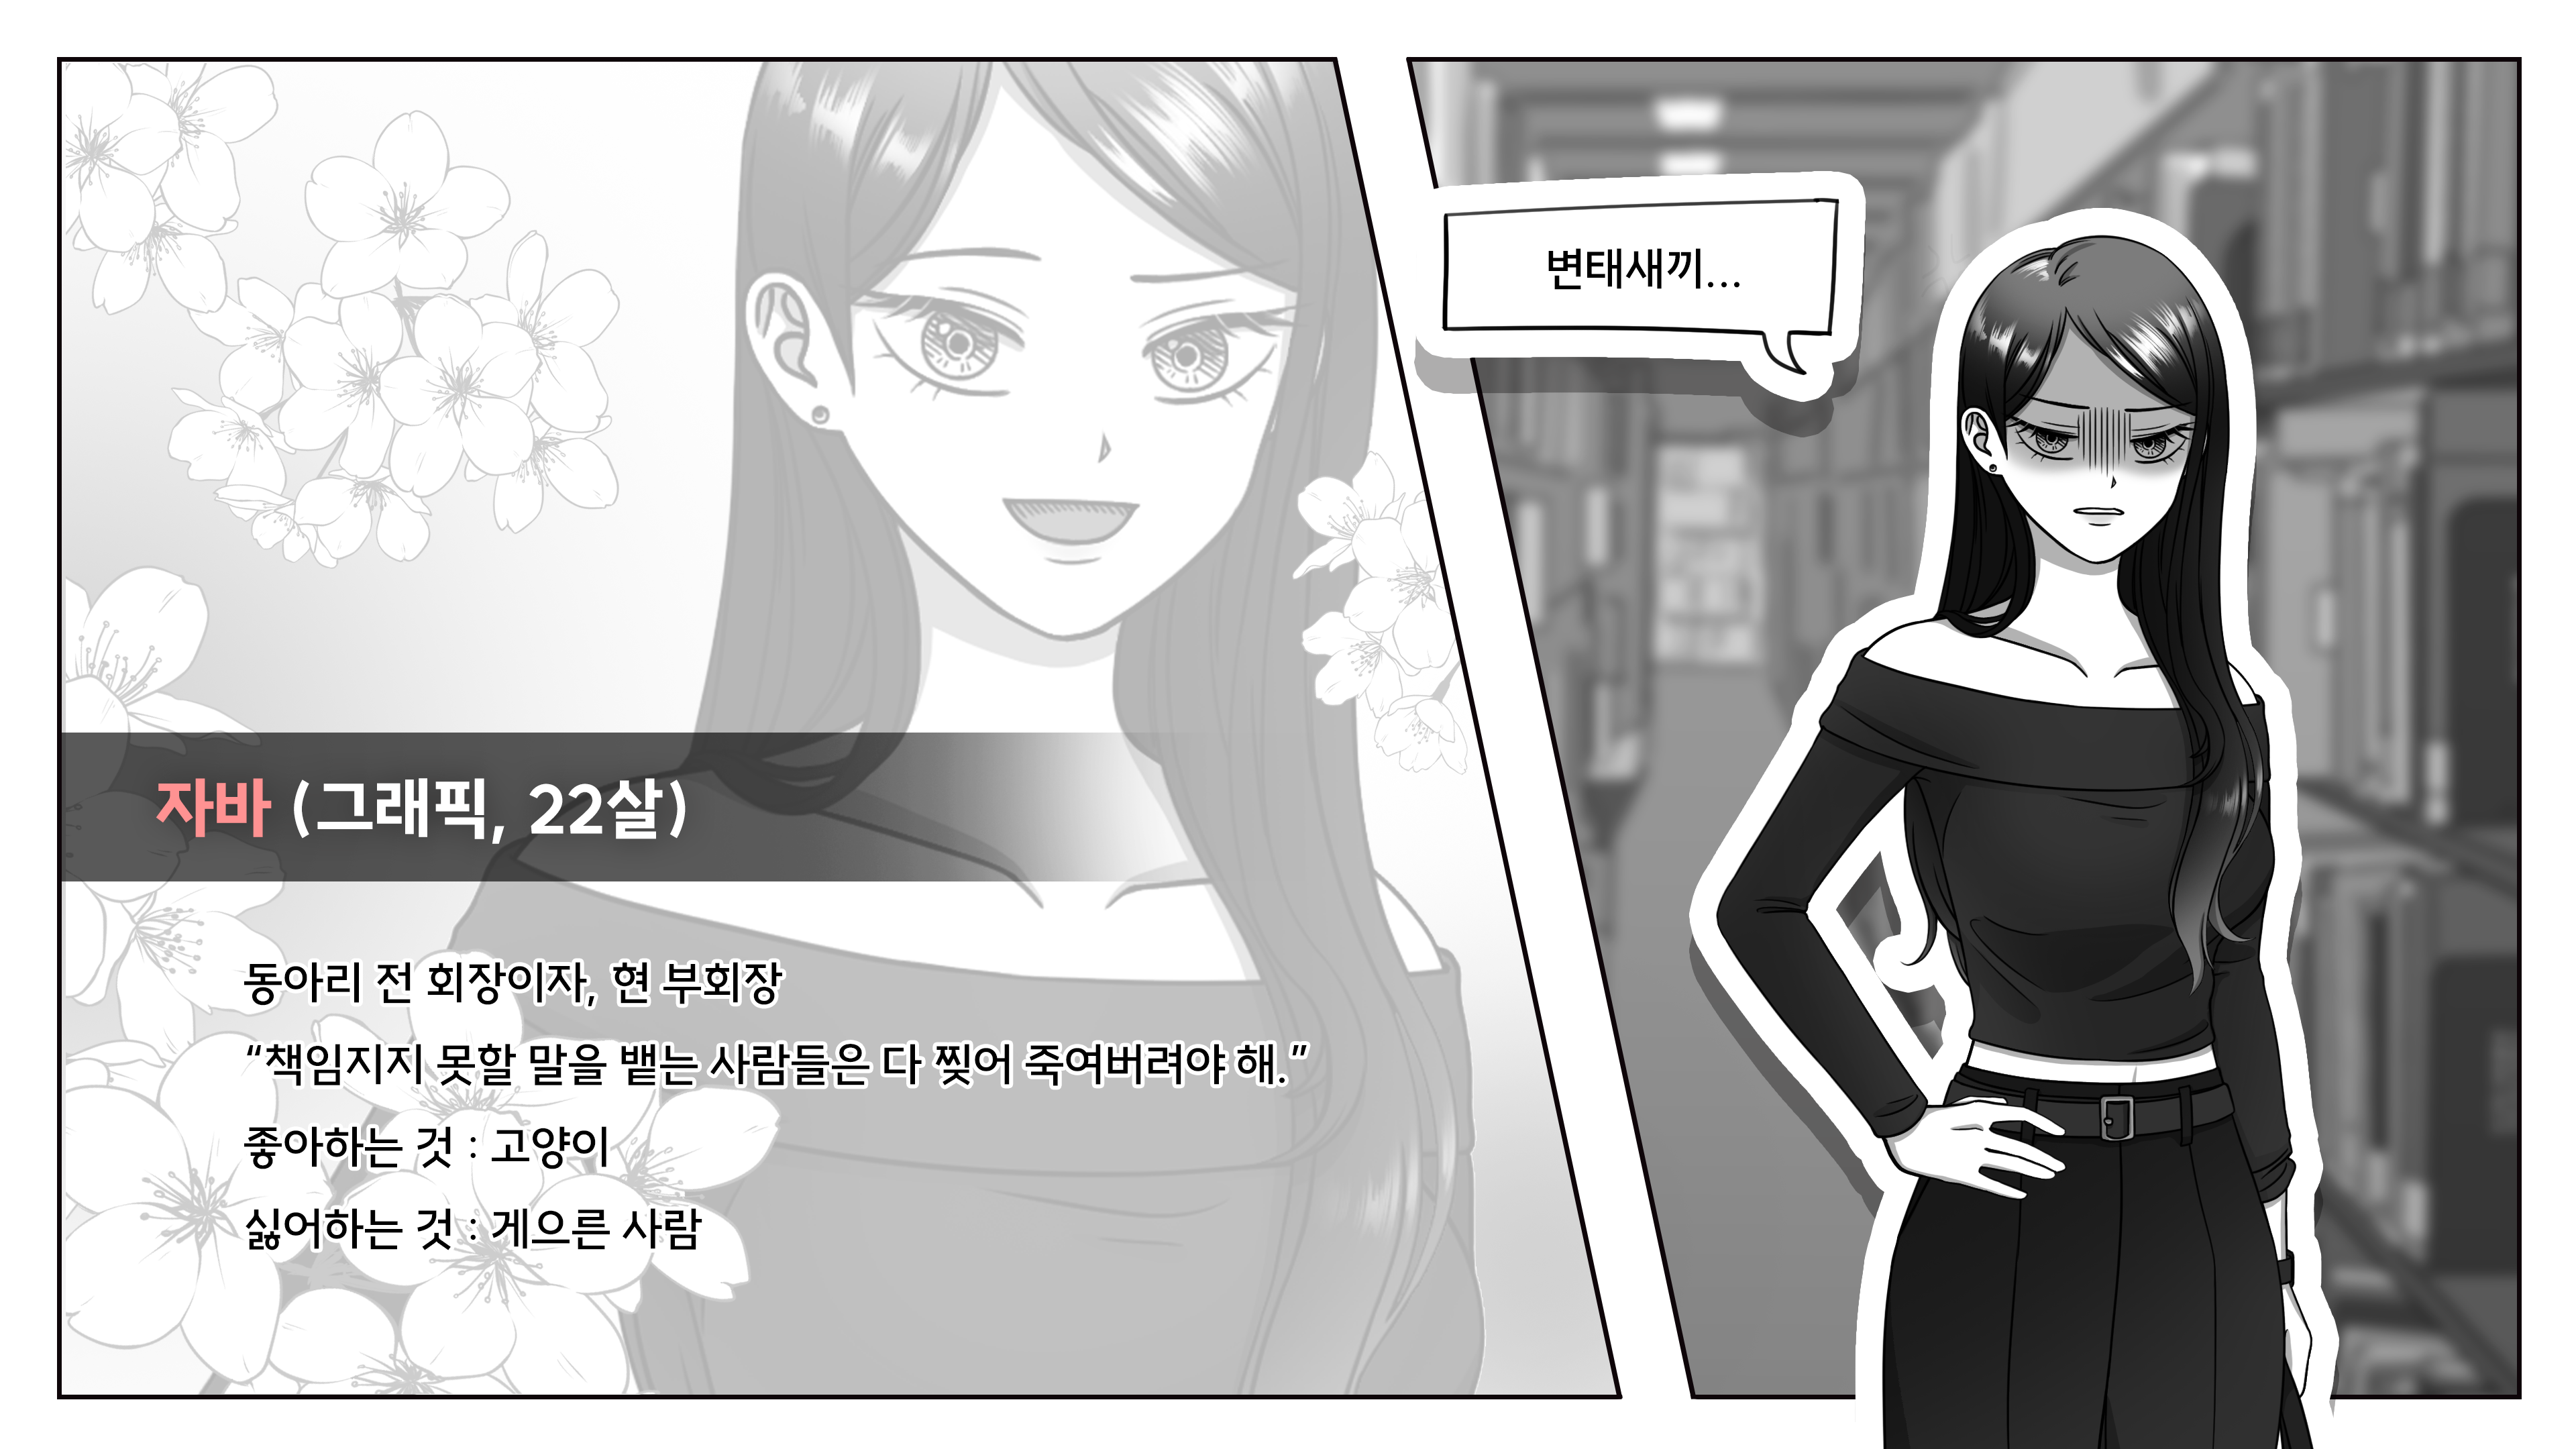 변태새끼...
자바 (그래픽, 22살)
동아리 전 회장이자, 현 부회장
“책임지지 못할 말을 뱉는 사람들은 다 찢어 죽여버려야 해.”
좋아하는 것 : 고양이
싫어하는 것 : 게으른 사람